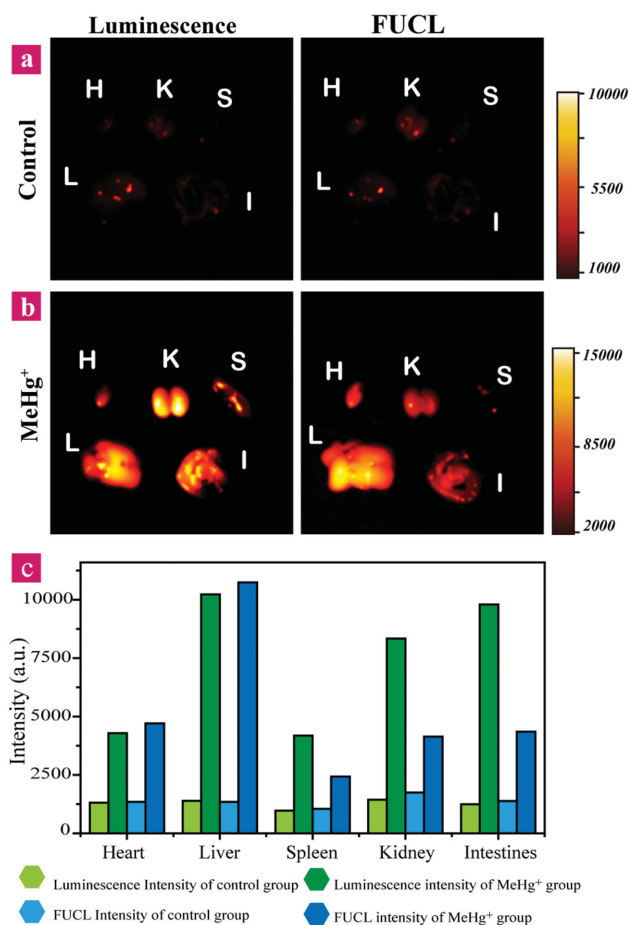 Luminescence FUCL
a
Control
H K S
L I
H K S
L I
10000
5500
1000
b
MeHg⁺
H K S
L I
H K S
L I
15000
8500
2000
c
Intensity (a.u.)
10000
7500
5000
2500
0
Heart Liver Spleen Kidney Intestines
Luminescence Intensity of control group Luminescence intensity of MeHg⁺ group
FUCL Intensity of control group FUCL intensity of MeHg⁺ group